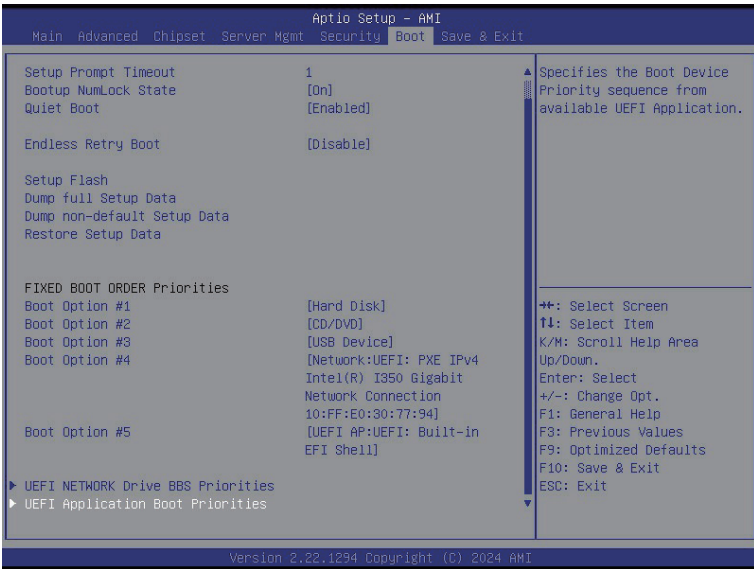 Aptio Setup – AMI
Main Advanced Chipset Server Mgmt Security Boot Save & Exit
Setup Prompt Timeout 1
Bootup NumLock State [On]
Quiet Boot [Enabled]
Endless Retry Boot [Disable]
Setup Flash
Dump full Setup Data
Dump non-default Setup Data
Restore Setup Data
FIXED BOOT ORDER Priorities
Boot Option #1 [Hard Disk]
Boot Option #2 [CD/DVD]
Boot Option #3 [USB Device]
Boot Option #4 [Network:UEFI: PXE IPv4
Intel(R) I350 Gigabit
Network Connection
10:FF:E0:30:77:94]
Boot Option #5 [UEFI AP:UEFI: Built-in
EFI Shell]
▶ UEFI NETWORK Drive BBS Priorities
▶ UEFI Application Boot Priorities
Specifies the Boot Device
Priority sequence from
available UEFI Application.
→←: Select Screen
↑↓: Select Item
K/M: Scroll Help Area
Up/Down.
Enter: Select
+/-: Change Opt.
F1: General Help
F3: Previous Values
F9: Optimized Defaults
F10: Save & Exit
ESC: Exit
Version 2.22.1294 Copyright (C) 2024 AMI